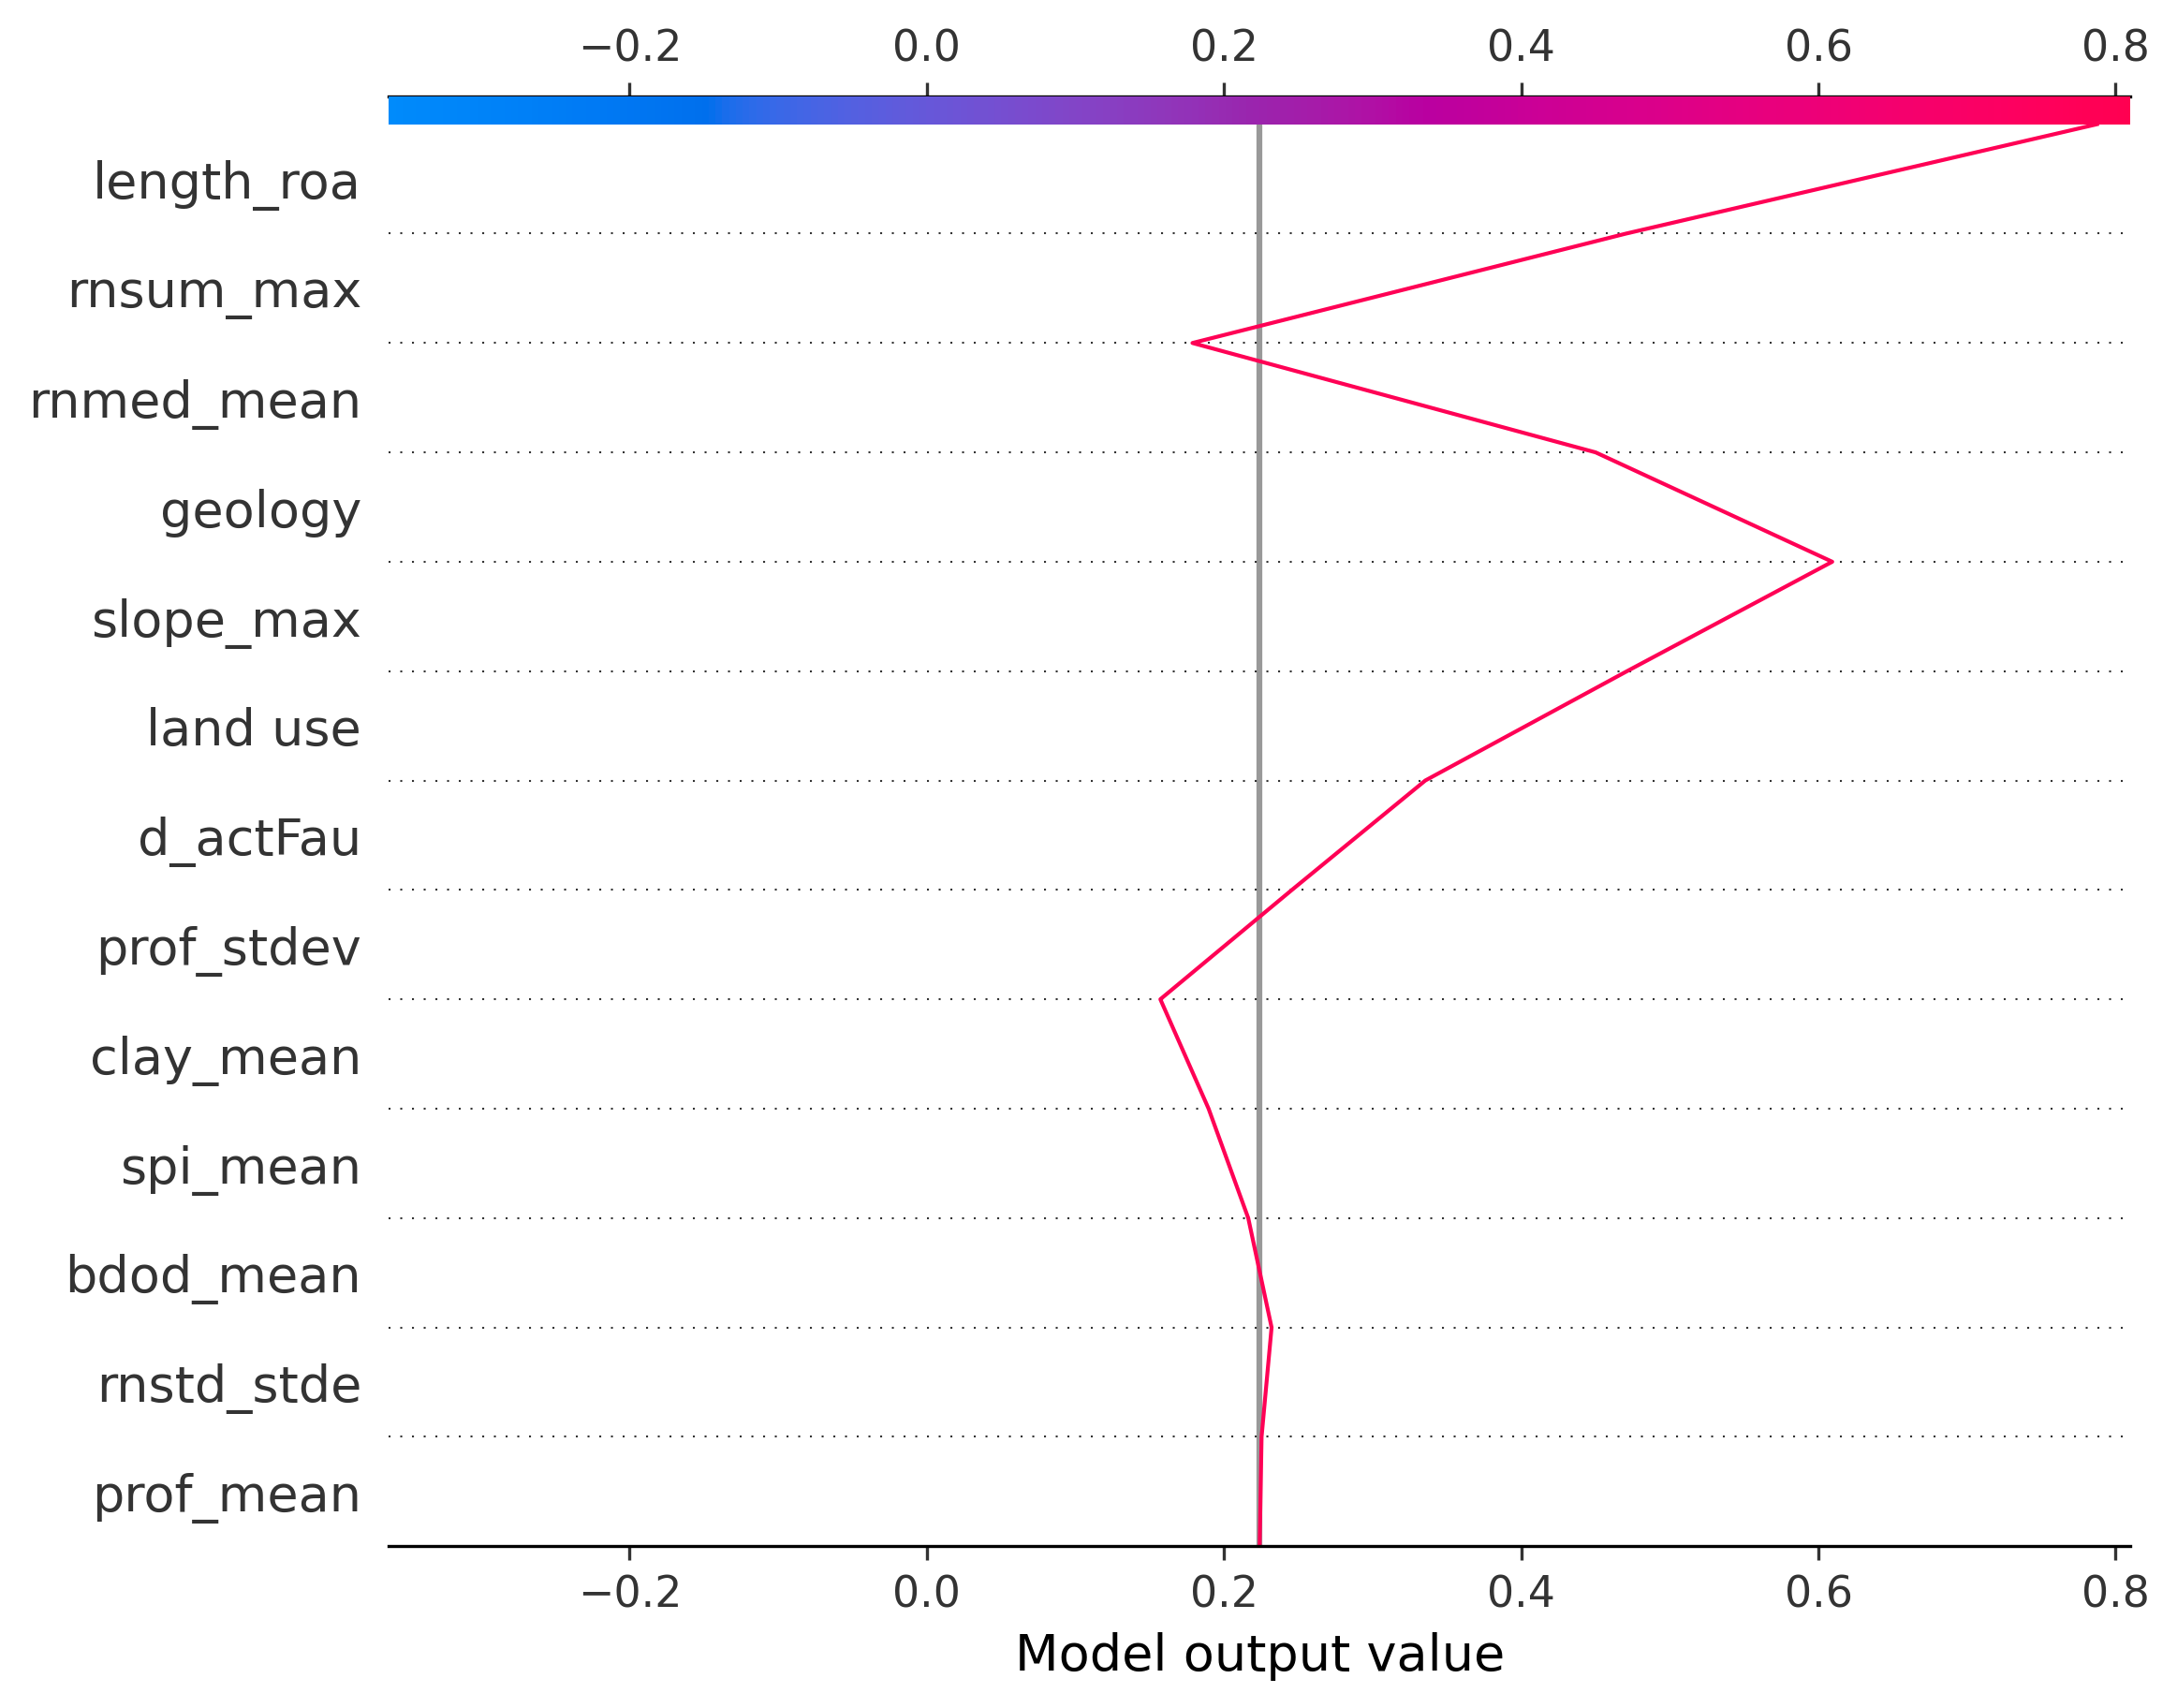 −0.2 0.0 0.2 0.4 0.6 0.8
length_roa
rnsum_max
rnmed_mean
geology
slope_max
land use
d_actFau
prof_stdev
clay_mean
spi_mean
bdod_mean
rnstd_stde
prof_mean
−0.2 0.0 0.2 0.4 0.6 0.8
Model output value